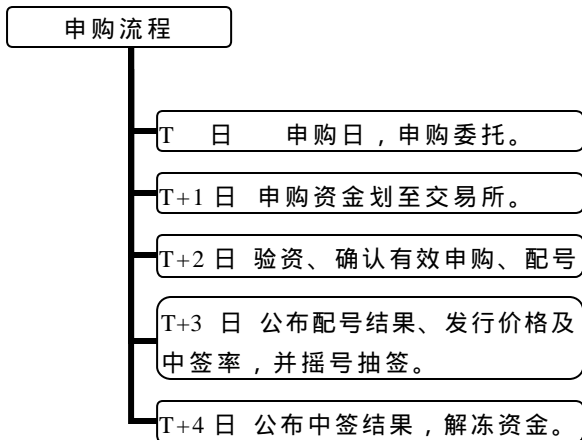 申购流程
T 日 申购日，申购委托。
T+1 日 申购资金划至交易所。
T+2 日 验资、确认有效申购、配号
T+3 日 公布配号结果、发行价格及
中签率，并摇号抽签。
T+4 日 公布中签结果，解冻资金。